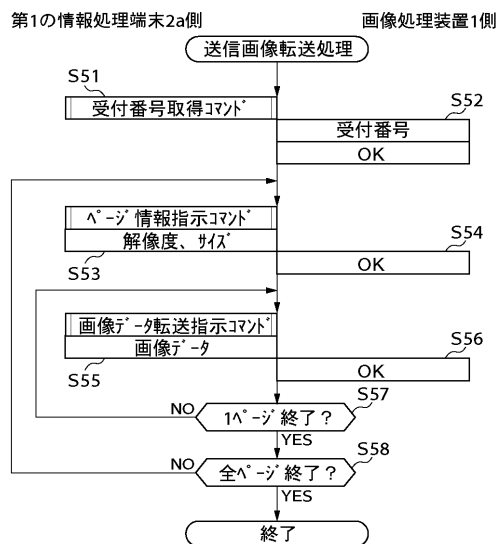 第1の情報処理端末2a側
画像処理装置1側
送信画像転送処理
S51
受付番号取得ｺﾏﾝﾄﾞ
S52
受付番号
OK
ﾍﾟｰｼﾞ情報指示ｺﾏﾝﾄﾞ
解像度、ｻｲｽﾞ
S53
S54
OK
画像ﾃﾞｰﾀ転送指示ｺﾏﾝﾄﾞ
画像ﾃﾞｰﾀ
S55
S56
OK
S57
NO
1ﾍﾟｰｼﾞ終了？
YES
S58
NO
全ﾍﾟｰｼﾞ終了？
YES
終了